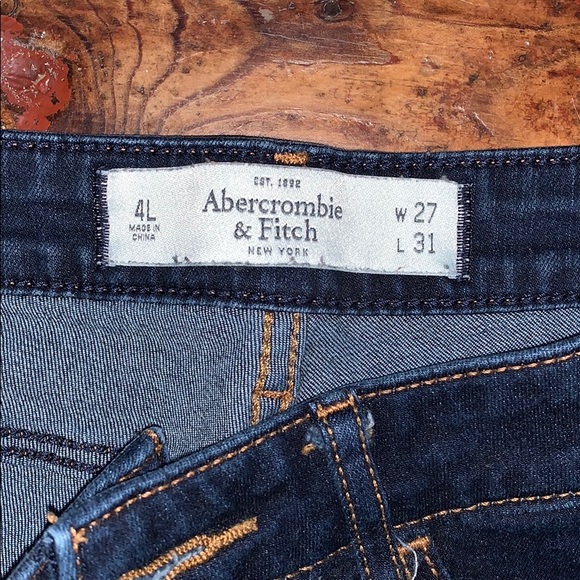 4L
MADE IN
CHINA
EST. 1892
Abercrombie
& Fitch
NEW YORK
W 27
L 31